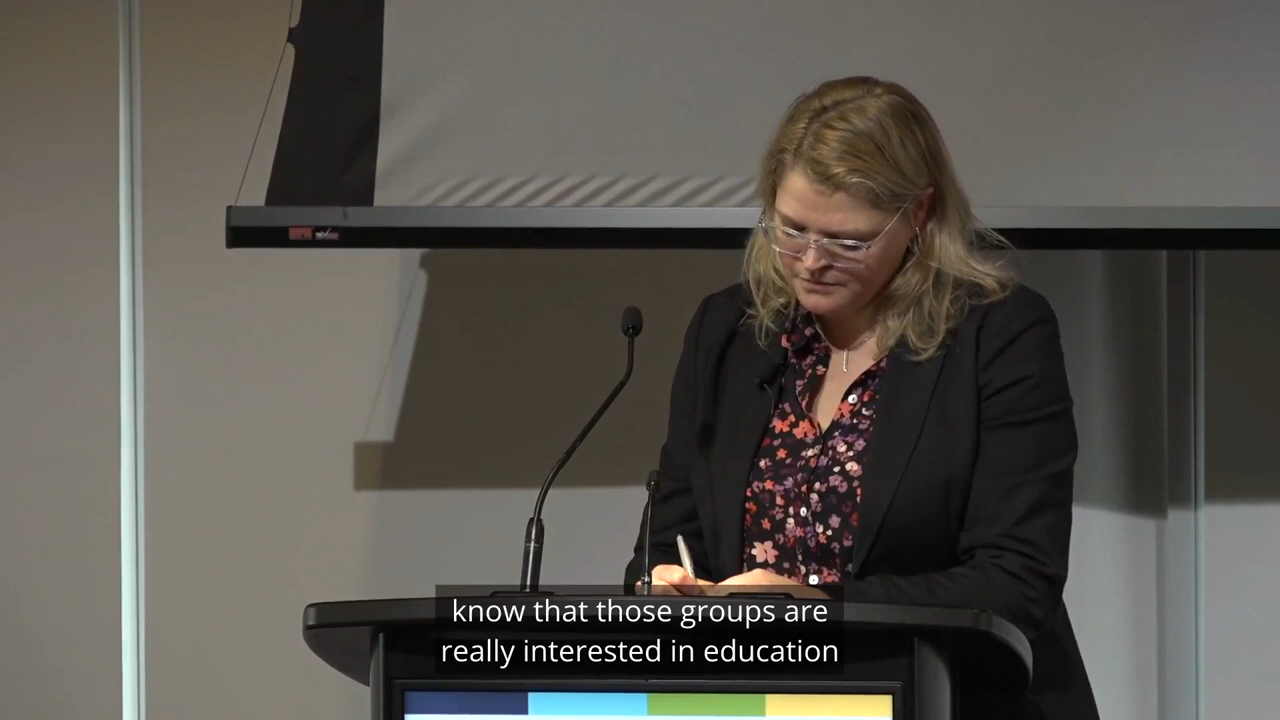 know that those groups are
really interested in education